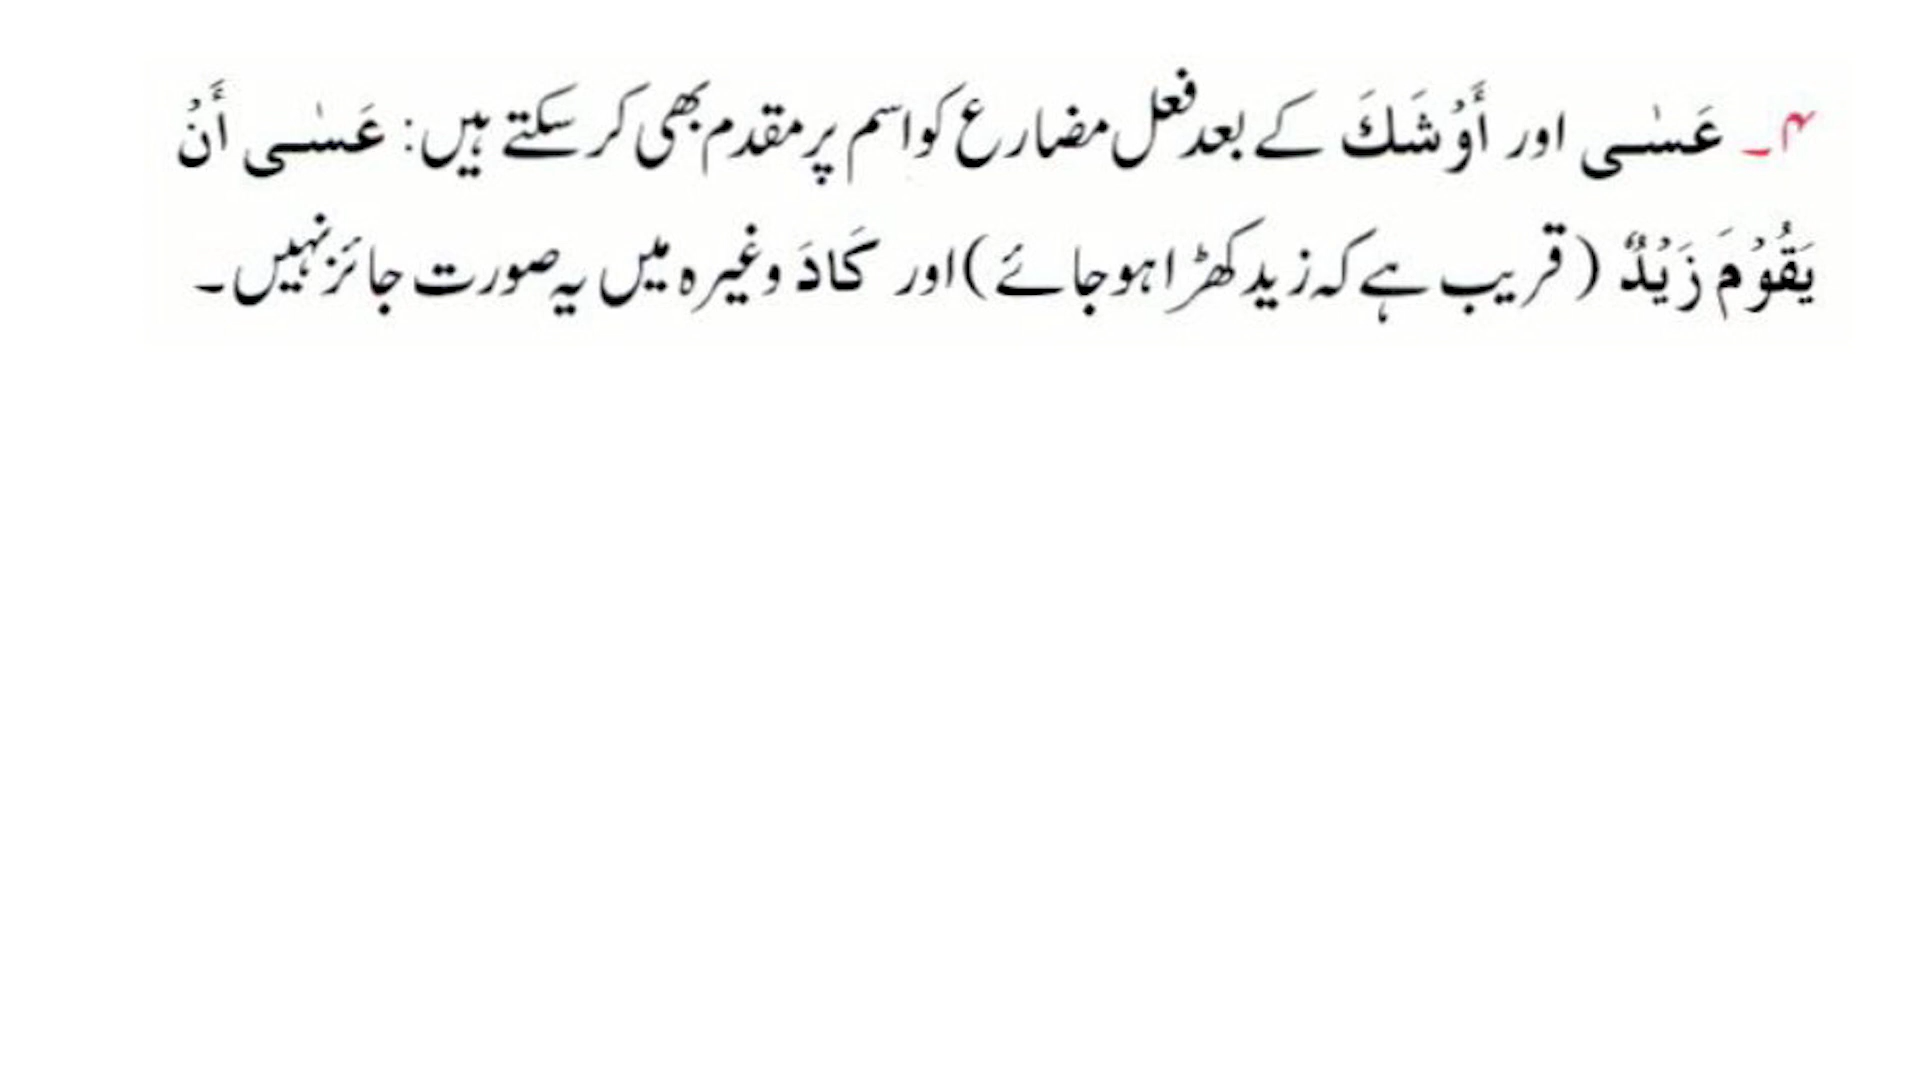 ۴۔ عَسٰی اور أَوْشَكَ کے بعد فعل مضارع کو اسم پر مقدم بھی کر سکتے ہیں: عَسٰی أَنْ
یَقُوْمَ زَیْدٌ (قریب ہے کہ زید کھڑا ہو جائے) اور کَادَ وغیرہ میں یہ صورت جائز نہیں۔